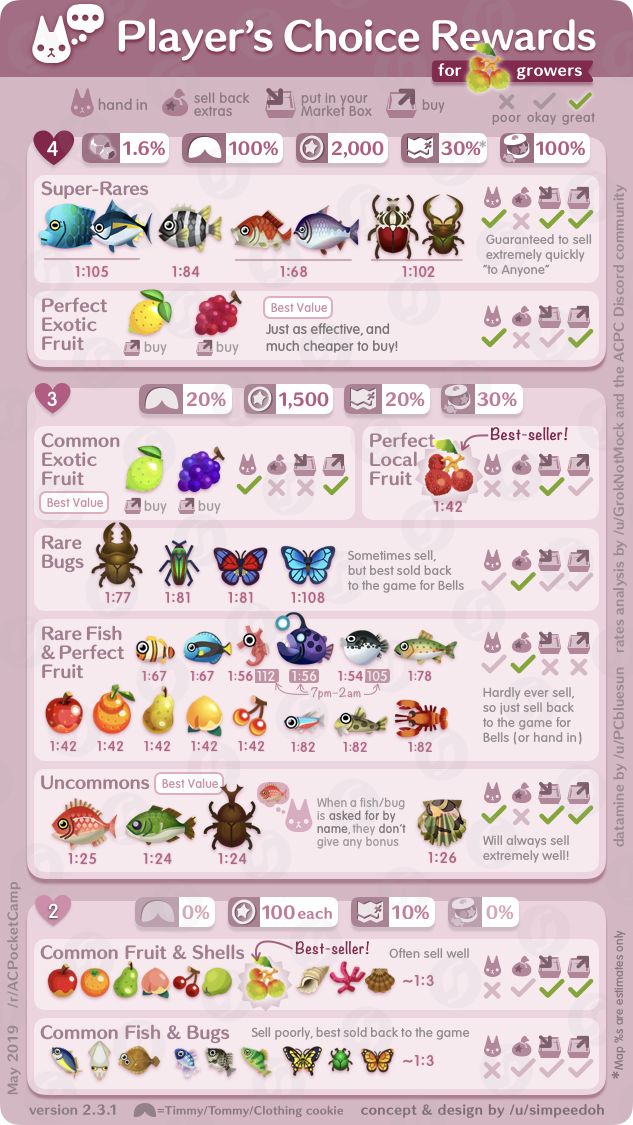 Player's Choice Rewards
for growers
hand in
sell back
extras
put in your
Market Box
buy
poor okay great
4
1.6%
100%
2,000
30%*
100%
Super-Rares
1:105
1:84
1:68
1:102
Guaranteed to sell
extremely quickly
"to Anyone"
Perfect
Exotic
Fruit
buy
buy
Best Value
Just as effective, and
much cheaper to buy!
3
20%
1,500
20%
30%
Common
Exotic
Fruit
Best Value
buy
buy
Perfect
Local
Fruit
Best-seller!
1:42
Rare
Bugs
1:77
1:81
1:81
1:108
Sometimes sell,
but best sold back
to the game for Bells
Rare Fish
& Perfect
Fruit
1:67
1:67
1:56 112
1:56
1:54 105
1:78
7pm-2am
1:42
1:42
1:42
1:42
1:42
1:82
1:82
1:82
Hardly ever sell,
so just sell back
to the game for
Bells (or hand in)
Uncommons
Best Value
1:25
1:24
1:24
When a fish/bug
is asked for by
name, they don't
give any bonus
1:26
Will always sell
extremely well!
2
0%
100 each
10%
0%
Common Fruit & Shells
Best-seller!
Often sell well
~1:3
Common Fish & Bugs
Sell poorly, best sold back to the game
~1:3
version 2.3.1
=Timmy/Tommy/Clothing cookie
concept & design by /u/simpeedoh
May 2019 /r/ACPocketCamp
datamine by /u/PCbluesun rates analysis by /u/GrokNotMock and the ACPC Discord community
*Map %s are estimates only